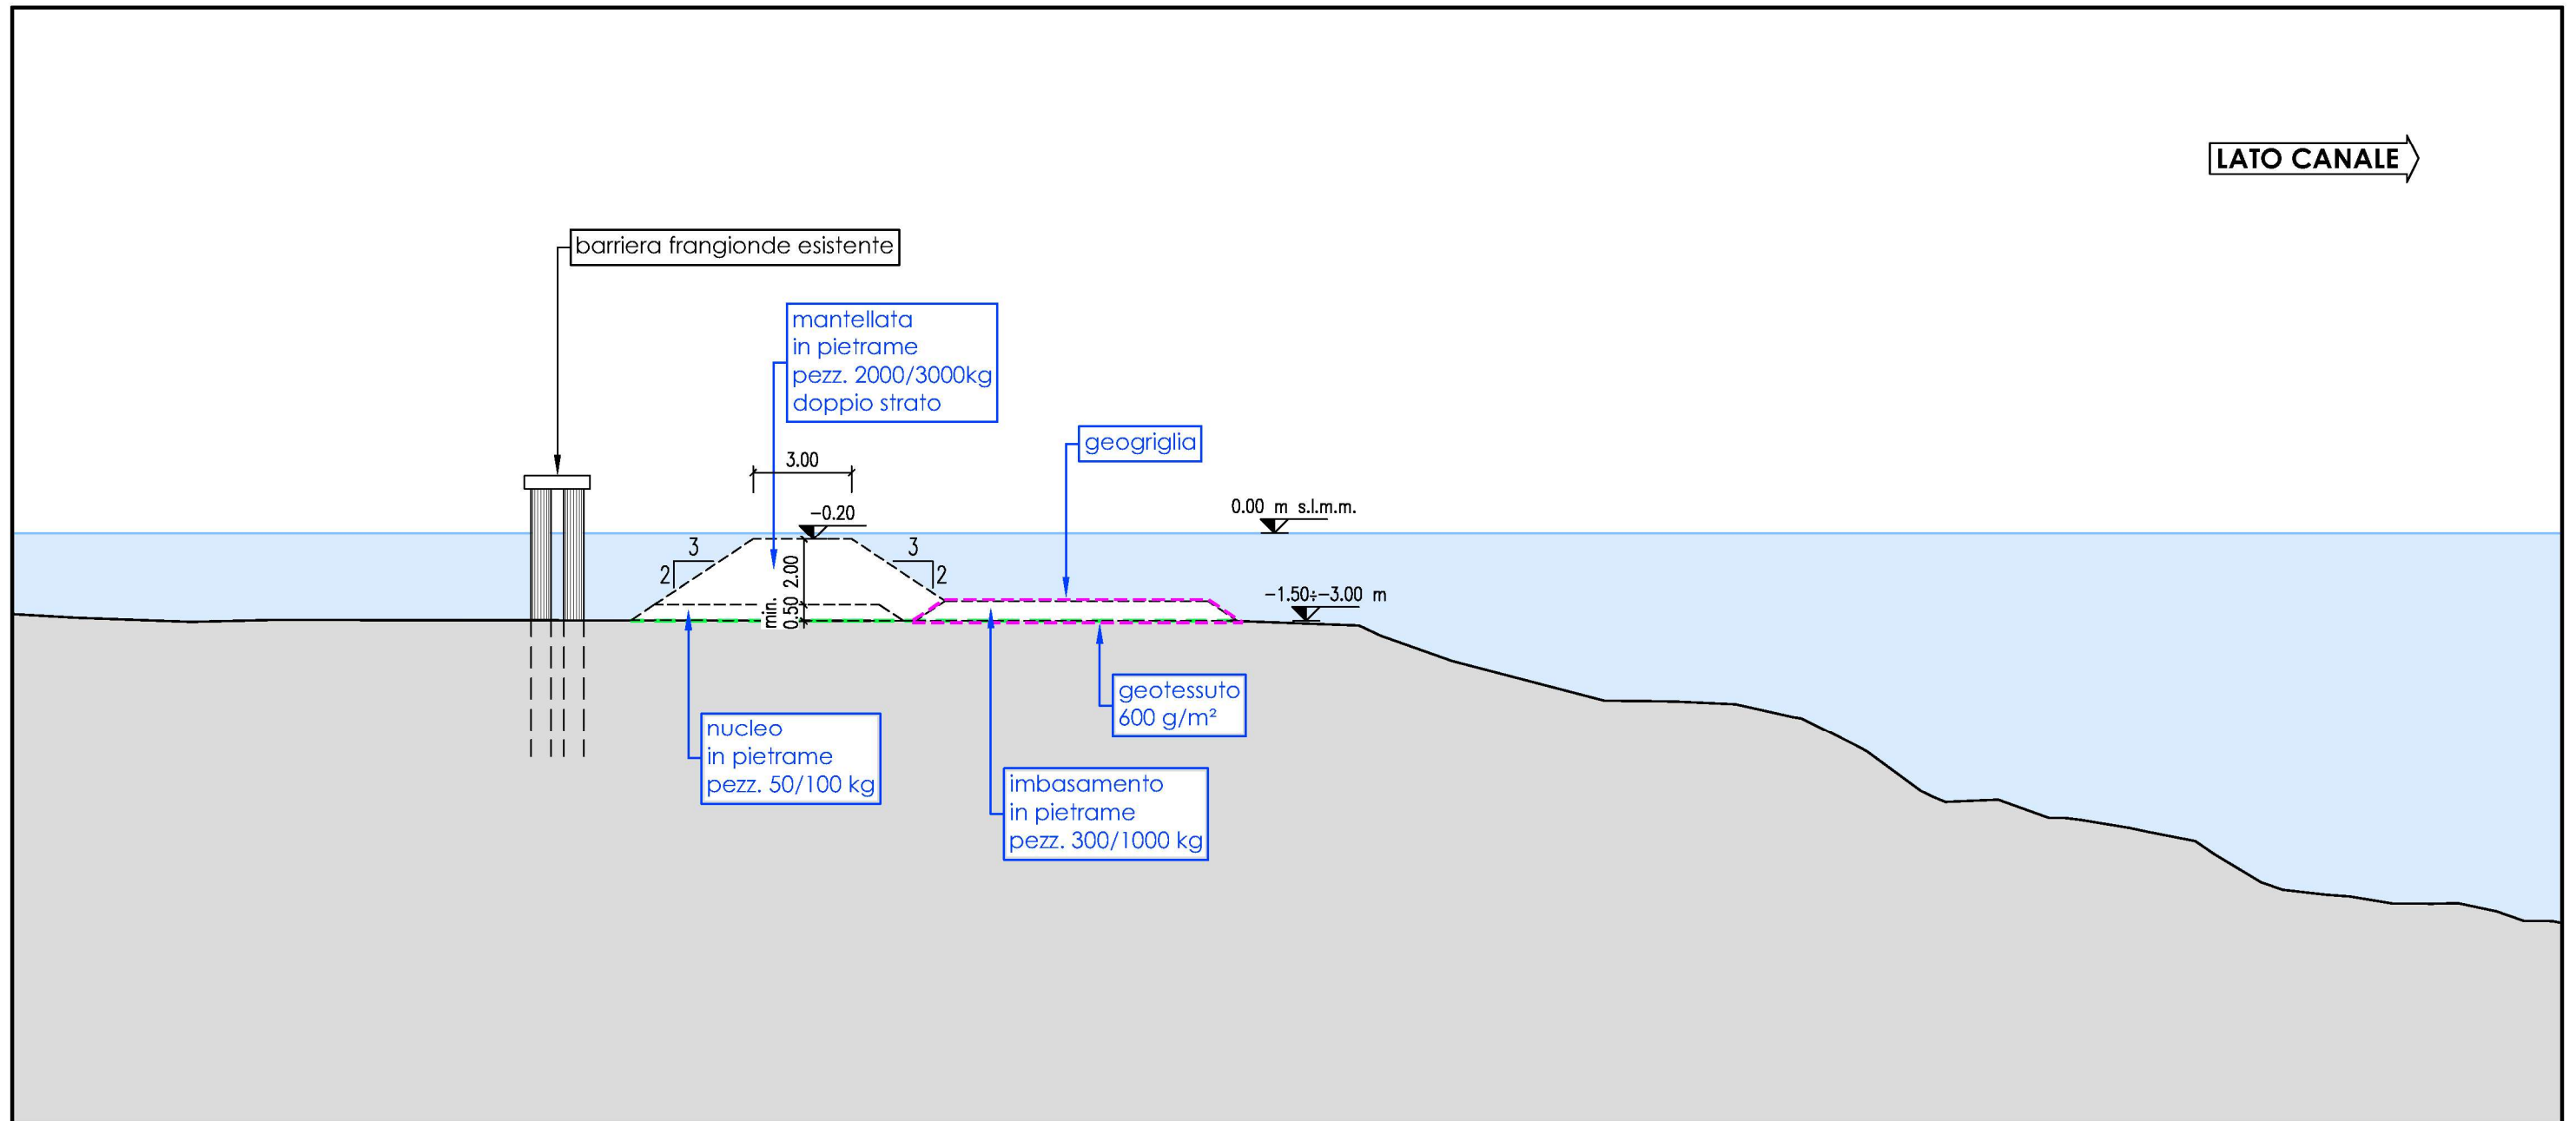 LATO CANALE
barriera frangionde esistente
mantellata
in pietrame
pezz. 2000/3000kg
doppio strato
geogriglia
3.00
−0.20
0.00 m s.l.m.m.
3
2
3
2
2.00
min.
0.50
−1.50÷−3.00 m
geotessuto
600 g/m²
nucleo
in pietrame
pezz. 50/100 kg
imbasamento
in pietrame
pezz. 300/1000 kg